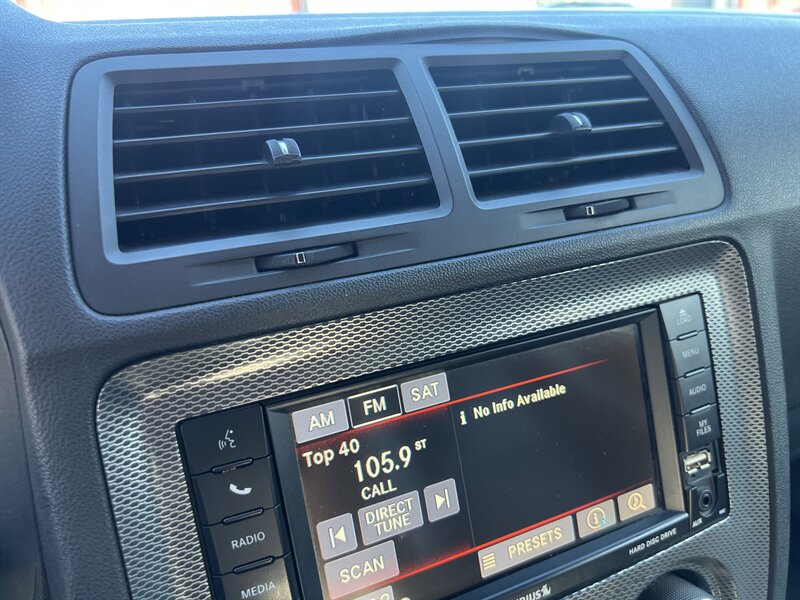 LOAD
MENU
AUDIO
MY
FILES
AM FM SAT
No Info Available
Top 40
105.9 ST
CALL
DIRECT
TUNE
SCAN
PRESETS
RADIO
MEDIA
AUX
HARD DISC DRIVE